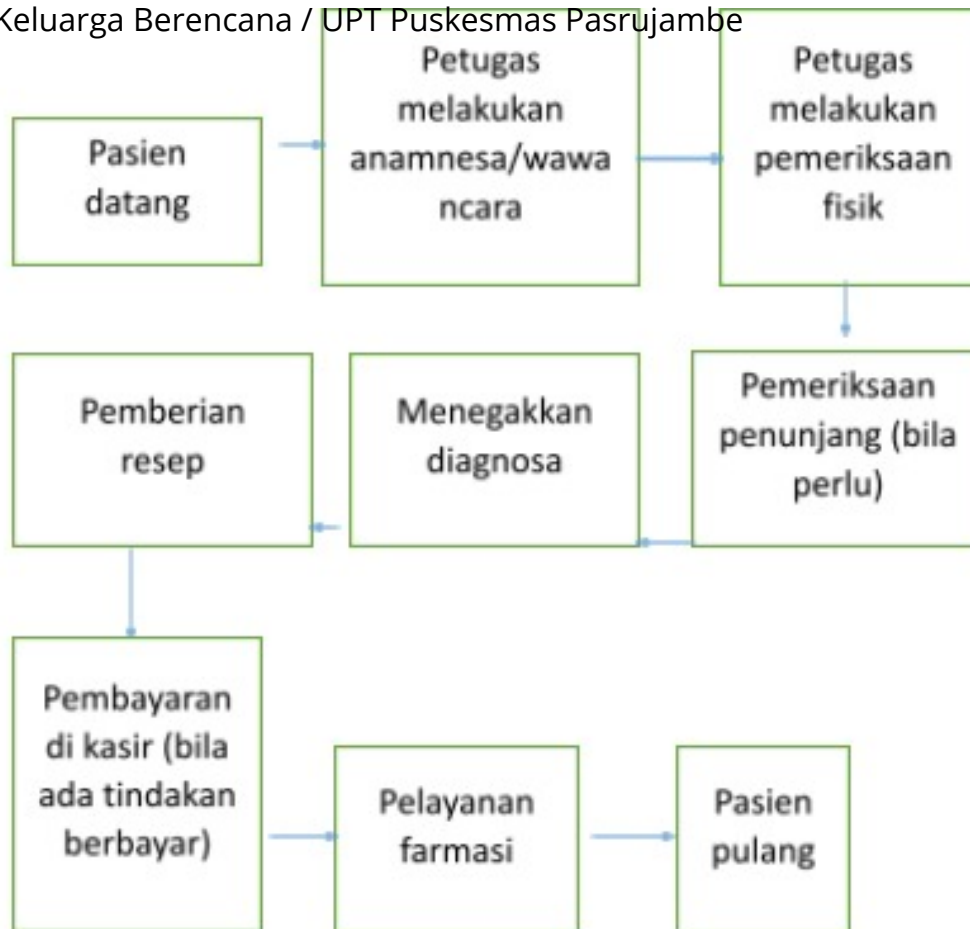 Keluarga Berencana / UPT Puskesmas Pasrujambe
Pasien
datang
Petugas
melakukan
anamnesa/wawa
ncara
Petugas
melakukan
pemeriksaan
fisik
Pemeriksaan
penunjang (bila
perlu)
Menegakkan
diagnosa
Pemberian
resep
Pembayaran
di kasir (bila
ada tindakan
berbayar)
Pelayanan
farmasi
Pasien
pulang